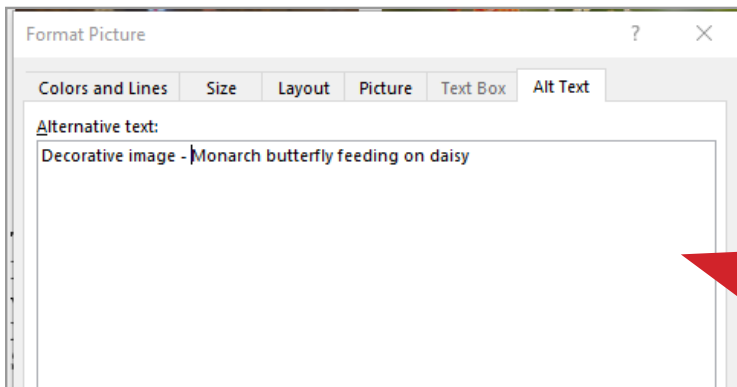 Format Picture ? ×
Colors and Lines Size Layout Picture Text Box Alt Text
Alternative text:
Decorative image - Monarch butterfly feeding on daisy